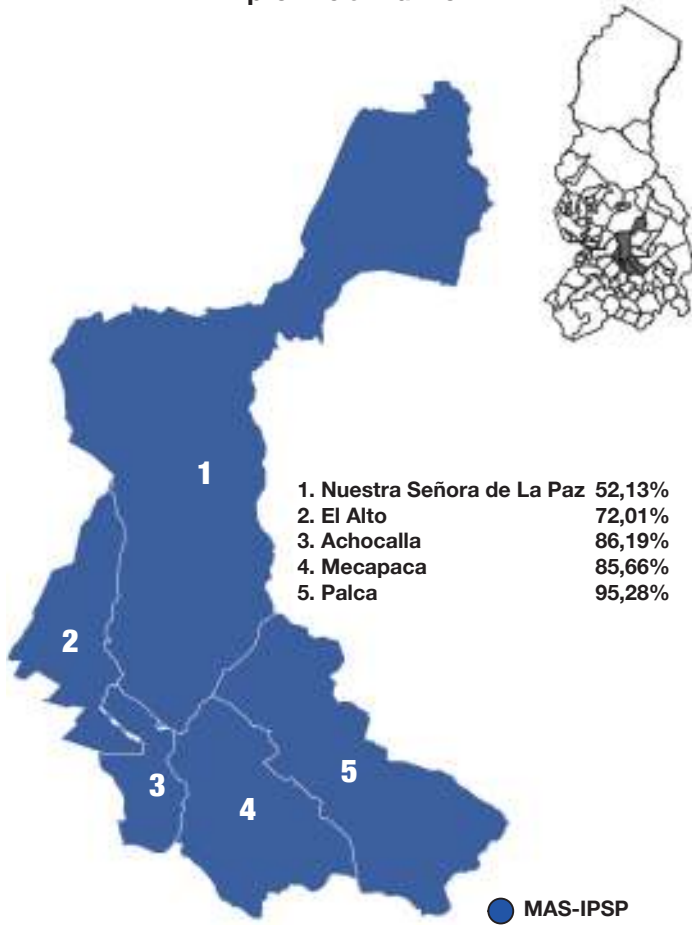 1. Nuestra Señora de La Paz 52,13%
2. El Alto 72,01%
3. Achocalla 86,19%
4. Mecapaca 85,66%
5. Palca 95,28%
1
2
3
4
5
MAS-IPSP